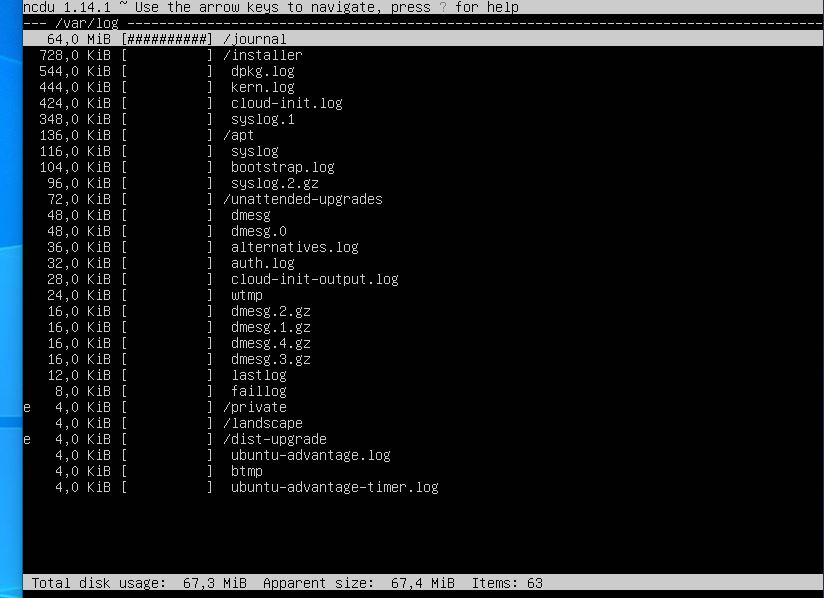 ncdu 1.14.1 ~ Use the arrow keys to navigate, press ? for help
--- /var/log ----------------------------------------------------------------------------------------
64,0 MiB [##########] /journal
728,0 KiB [          ] /installer
544,0 KiB [          ]  dpkg.log
444,0 KiB [          ]  kern.log
424,0 KiB [          ]  cloud-init.log
348,0 KiB [          ]  syslog.1
136,0 KiB [          ] /apt
116,0 KiB [          ]  syslog
104,0 KiB [          ]  bootstrap.log
96,0 KiB [          ]  syslog.2.gz
72,0 KiB [          ] /unattended-upgrades
48,0 KiB [          ]  dmesg
48,0 KiB [          ]  dmesg.0
36,0 KiB [          ]  alternatives.log
32,0 KiB [          ]  auth.log
28,0 KiB [          ]  cloud-init-output.log
24,0 KiB [          ]  wtmp
16,0 KiB [          ]  dmesg.2.gz
16,0 KiB [          ]  dmesg.1.gz
16,0 KiB [          ]  dmesg.4.gz
16,0 KiB [          ]  dmesg.3.gz
12,0 KiB [          ]  lastlog
8,0 KiB [          ]  faillog
e   4,0 KiB [          ] /private
4,0 KiB [          ] /landscape
e   4,0 KiB [          ] /dist-upgrade
4,0 KiB [          ]  ubuntu-advantage.log
4,0 KiB [          ]  btmp
4,0 KiB [          ]  ubuntu-advantage-timer.log
Total disk usage:  67,3 MiB  Apparent size:  67,4 MiB  Items: 63